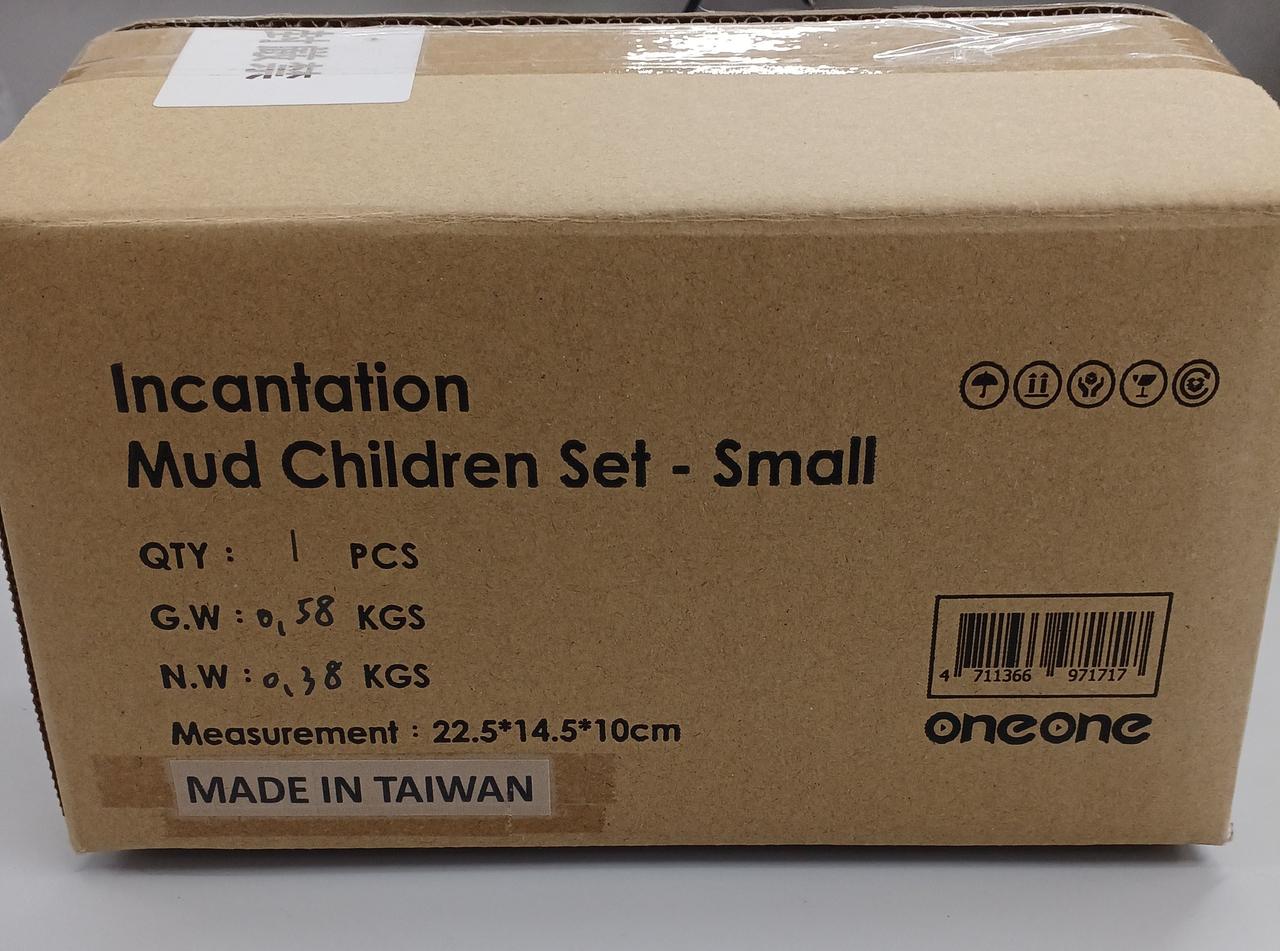 Incantation
Mud Children Set - Small
QTY : 1 PCS
G.W : 0,58 KGS
N.W : 0,38 KGS
Measurement : 22.5*14.5*10cm
MADE IN TAIWAN
4 711366 971717
oneone